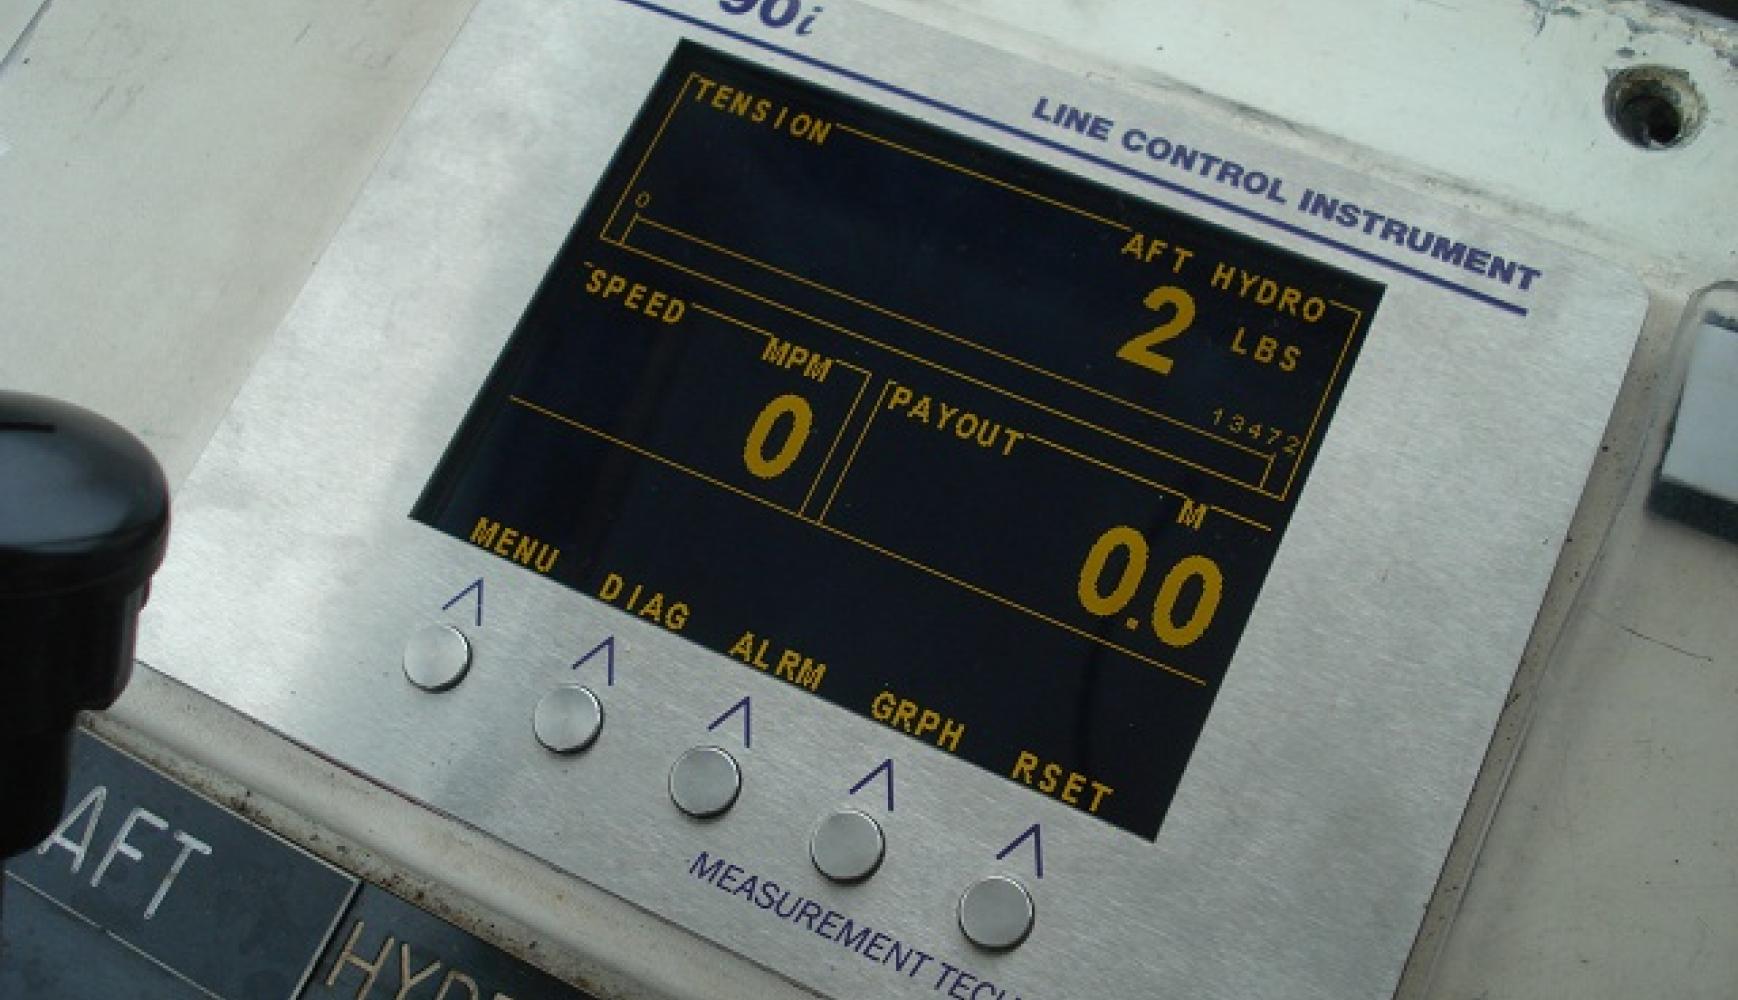 90i
LINE CONTROL INSTRUMENT
TENSION
AFT HYDRO
2 LBS
0
13472
SPEED
MPM
0
PAYOUT
M
0.0
MENU DIAG ALRM GRPH RSET
MEASUREMENT TECH
AFT
HYD